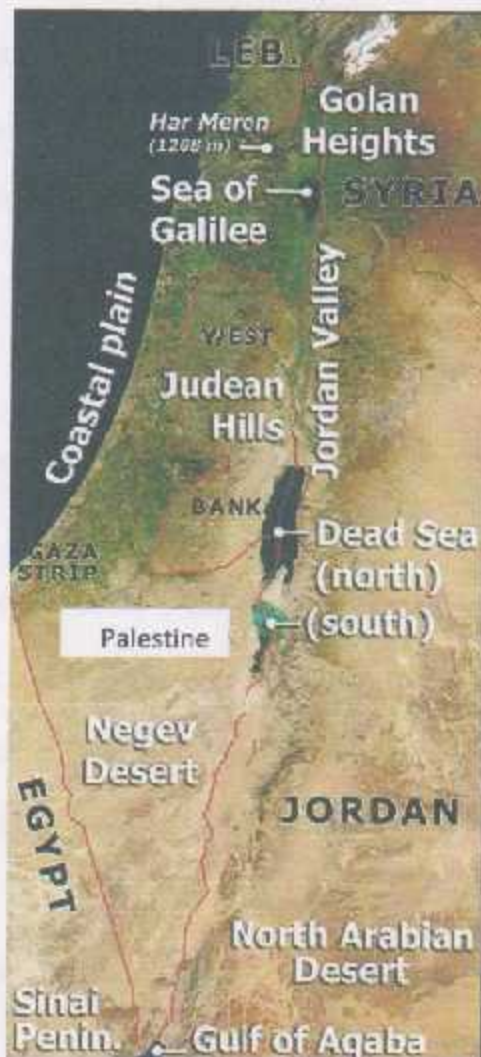 LEB.
Golan
Heights
Har Meron
(1208 m)
Sea of
Galilee
SYRIA
Coastal plain
Jordan Valley
WEST
Judean
Hills
BANK
GAZA
STRIP
Dead Sea
(north)
(south)
Palestine
Negev
Desert
EGYPT
JORDAN
North Arabian
Desert
Sinai
Penin.
Gulf of Aqaba